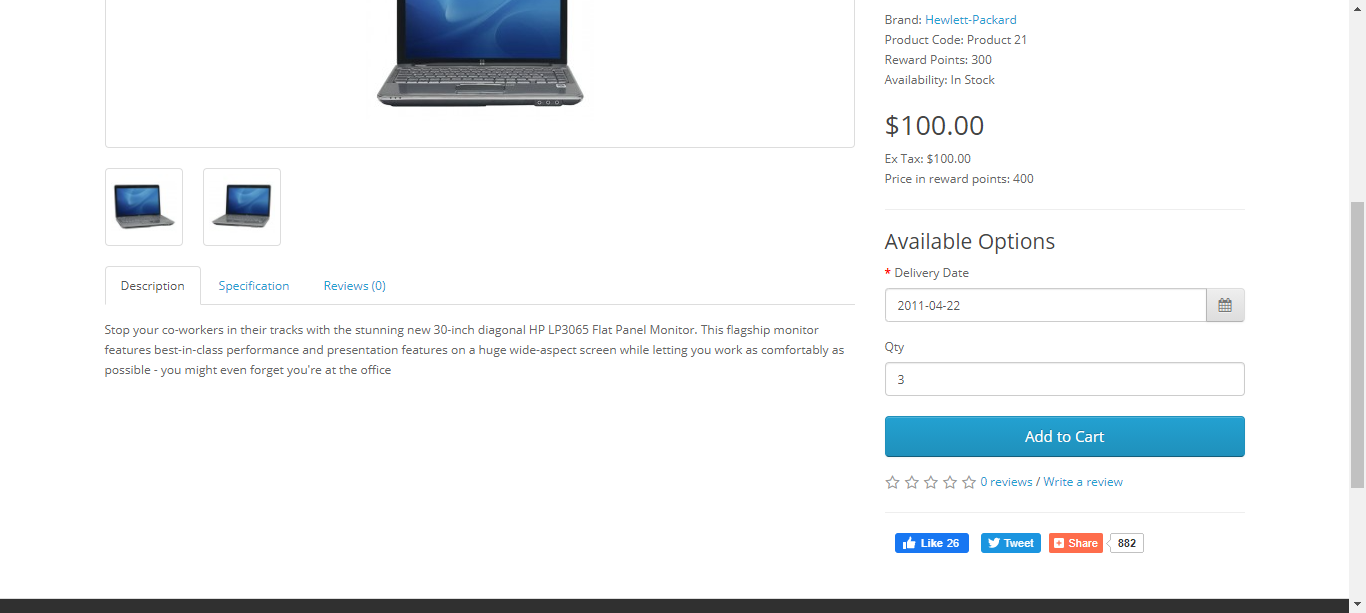 Brand: Hewlett-Packard
Product Code: Product 21
Reward Points: 300
Availability: In Stock
$100.00
Ex Tax: $100.00
Price in reward points: 400
Description
Specification
Reviews (0)
Stop your co-workers in their tracks with the stunning new 30-inch diagonal HP LP3065 Flat Panel Monitor. This flagship monitor
features best-in-class performance and presentation features on a huge wide-aspect screen while letting you work as comfortably as
possible - you might even forget you're at the office
Available Options
* Delivery Date
2011-04-22
Qty
3
Add to Cart
0 reviews / Write a review
Like 26
Tweet
Share
882